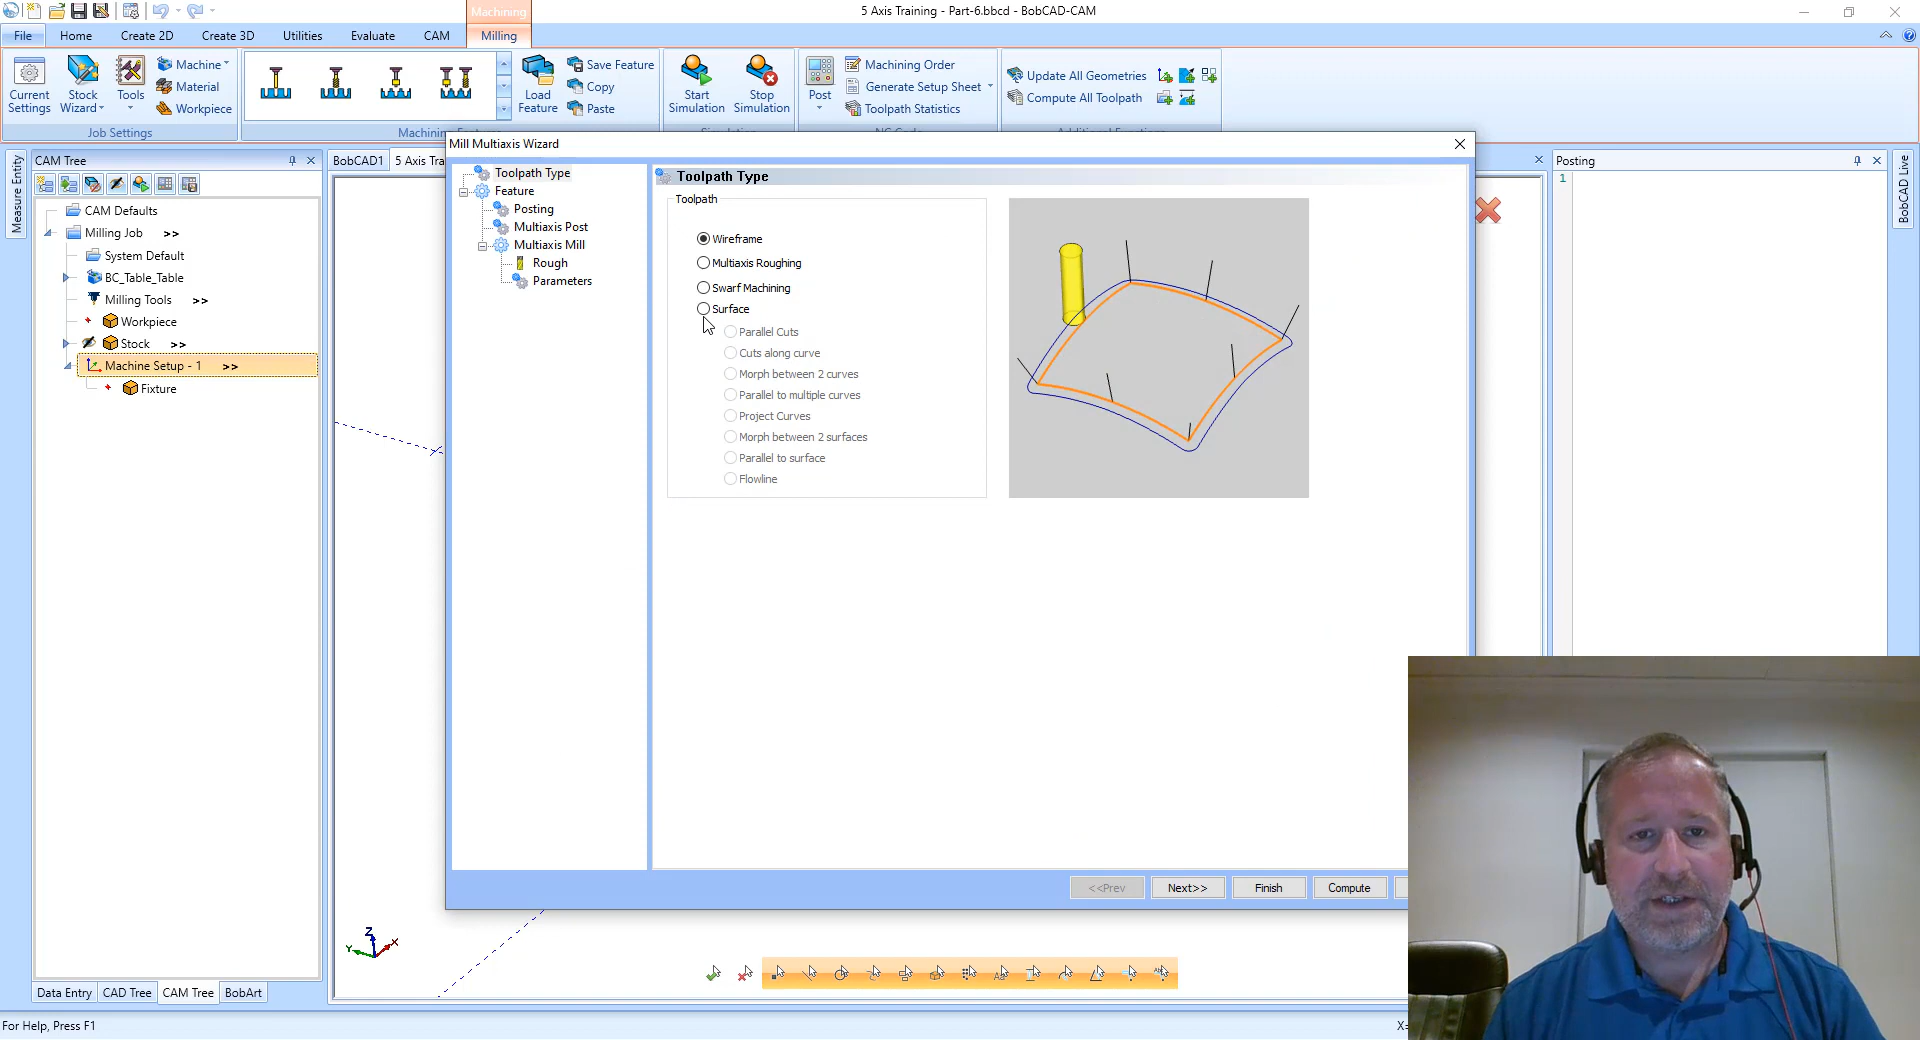 5 Axis Training - Part-6.bbcd - BobCAD-CAM
Machining
File Home Create 2D Create 3D Utilities Evaluate CAM Milling
Current Settings
Stock Wizard
Tools
Machine
Material
Workpiece
Job Settings
Load Feature
Save Feature
Copy
Paste
Start Simulation
Stop Simulation
Post
Machining Order
Generate Setup Sheet
Toolpath Statistics
Update All Geometries
Compute All Toolpath
Measure Entity
CAM Tree
CAM Defaults
Milling Job >>
System Default
BC_Table_Table
Milling Tools >>
Workpiece
Stock >>
Machine Setup - 1 >>
Fixture
Data Entry CAD Tree CAM Tree BobArt
For Help, Press F1
BobCAD1 5 Axis Tra
Mill Multiaxis Wizard
Toolpath Type
Feature
Posting
Multiaxis Post
Multiaxis Mill
Rough
Parameters
Toolpath Type
Toolpath
Wireframe
Multiaxis Roughing
Swarf Machining
Surface
Parallel Cuts
Cuts along curve
Morph between 2 curves
Parallel to multiple curves
Project Curves
Morph between 2 surfaces
Parallel to surface
Flowline
<<Prev Next>> Finish Compute
Z
Y X
X=
Posting
1
BobCAD Live